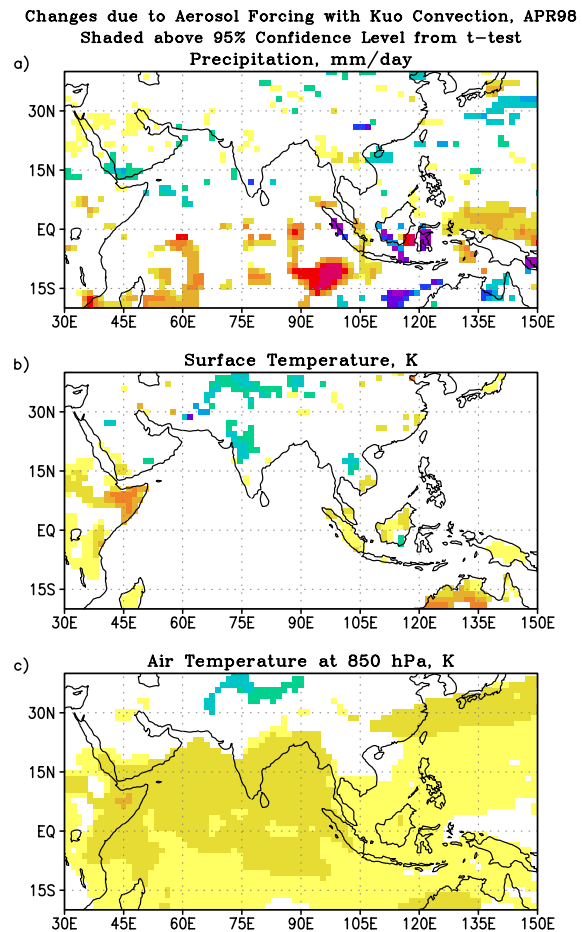 Changes due to Aerosol Forcing with Kuo Convection, APR98
Shaded above 95% Confidence Level from t-test
a) Precipitation, mm/day
30N
15N
EQ
15S
30E 45E 60E 75E 90E 105E 120E 135E 150E
b) Surface Temperature, K
30N
15N
EQ
15S
30E 45E 60E 75E 90E 105E 120E 135E 150E
c) Air Temperature at 850 hPa, K
30N
15N
EQ
15S
30E 45E 60E 75E 90E 105E 120E 135E 150E